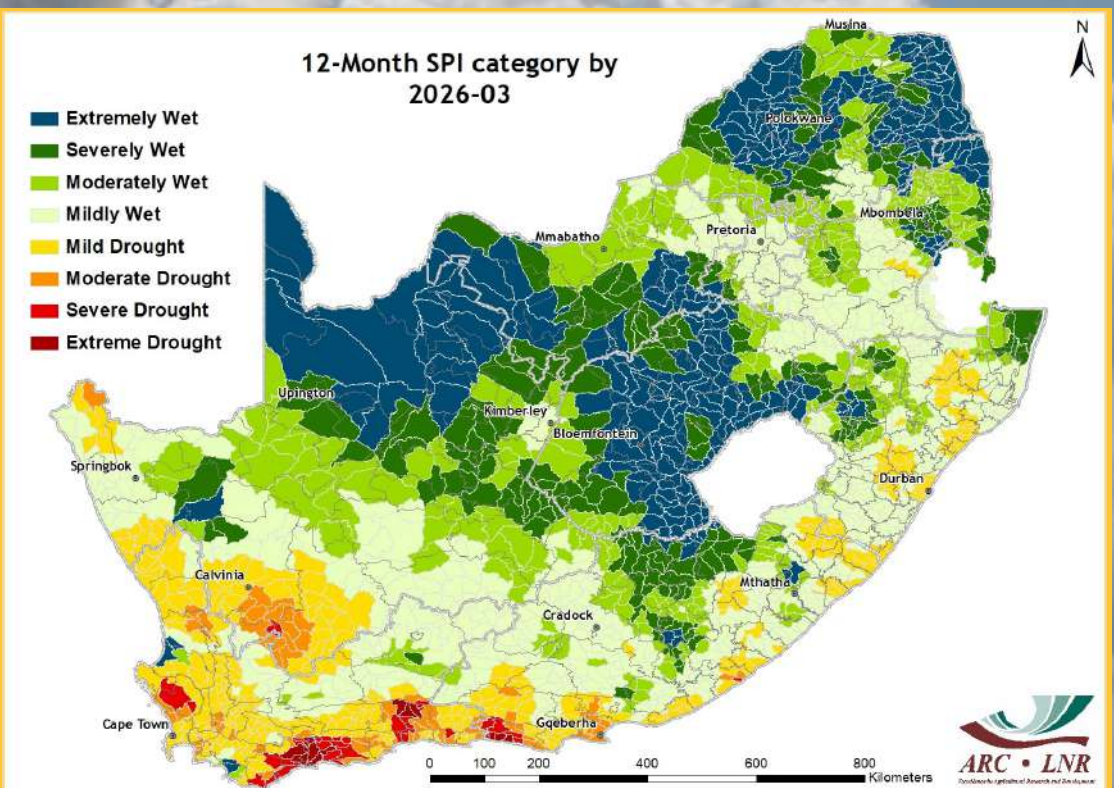 12-Month SPI category by
2026-03
N
Extremely Wet
Severely Wet
Moderately Wet
Mildly Wet
Mild Drought
Moderate Drought
Severe Drought
Extreme Drought
Musina
Polokwane
Mbombela
Pretoria
Mmabatho
Upington
Kimberley
Bloemfontein
Springbok
Durban
Calvinia
Mthatha
Cradock
Cape Town
Gqeberha
0 100 200 400 600 800
Kilometers
ARC • LNR